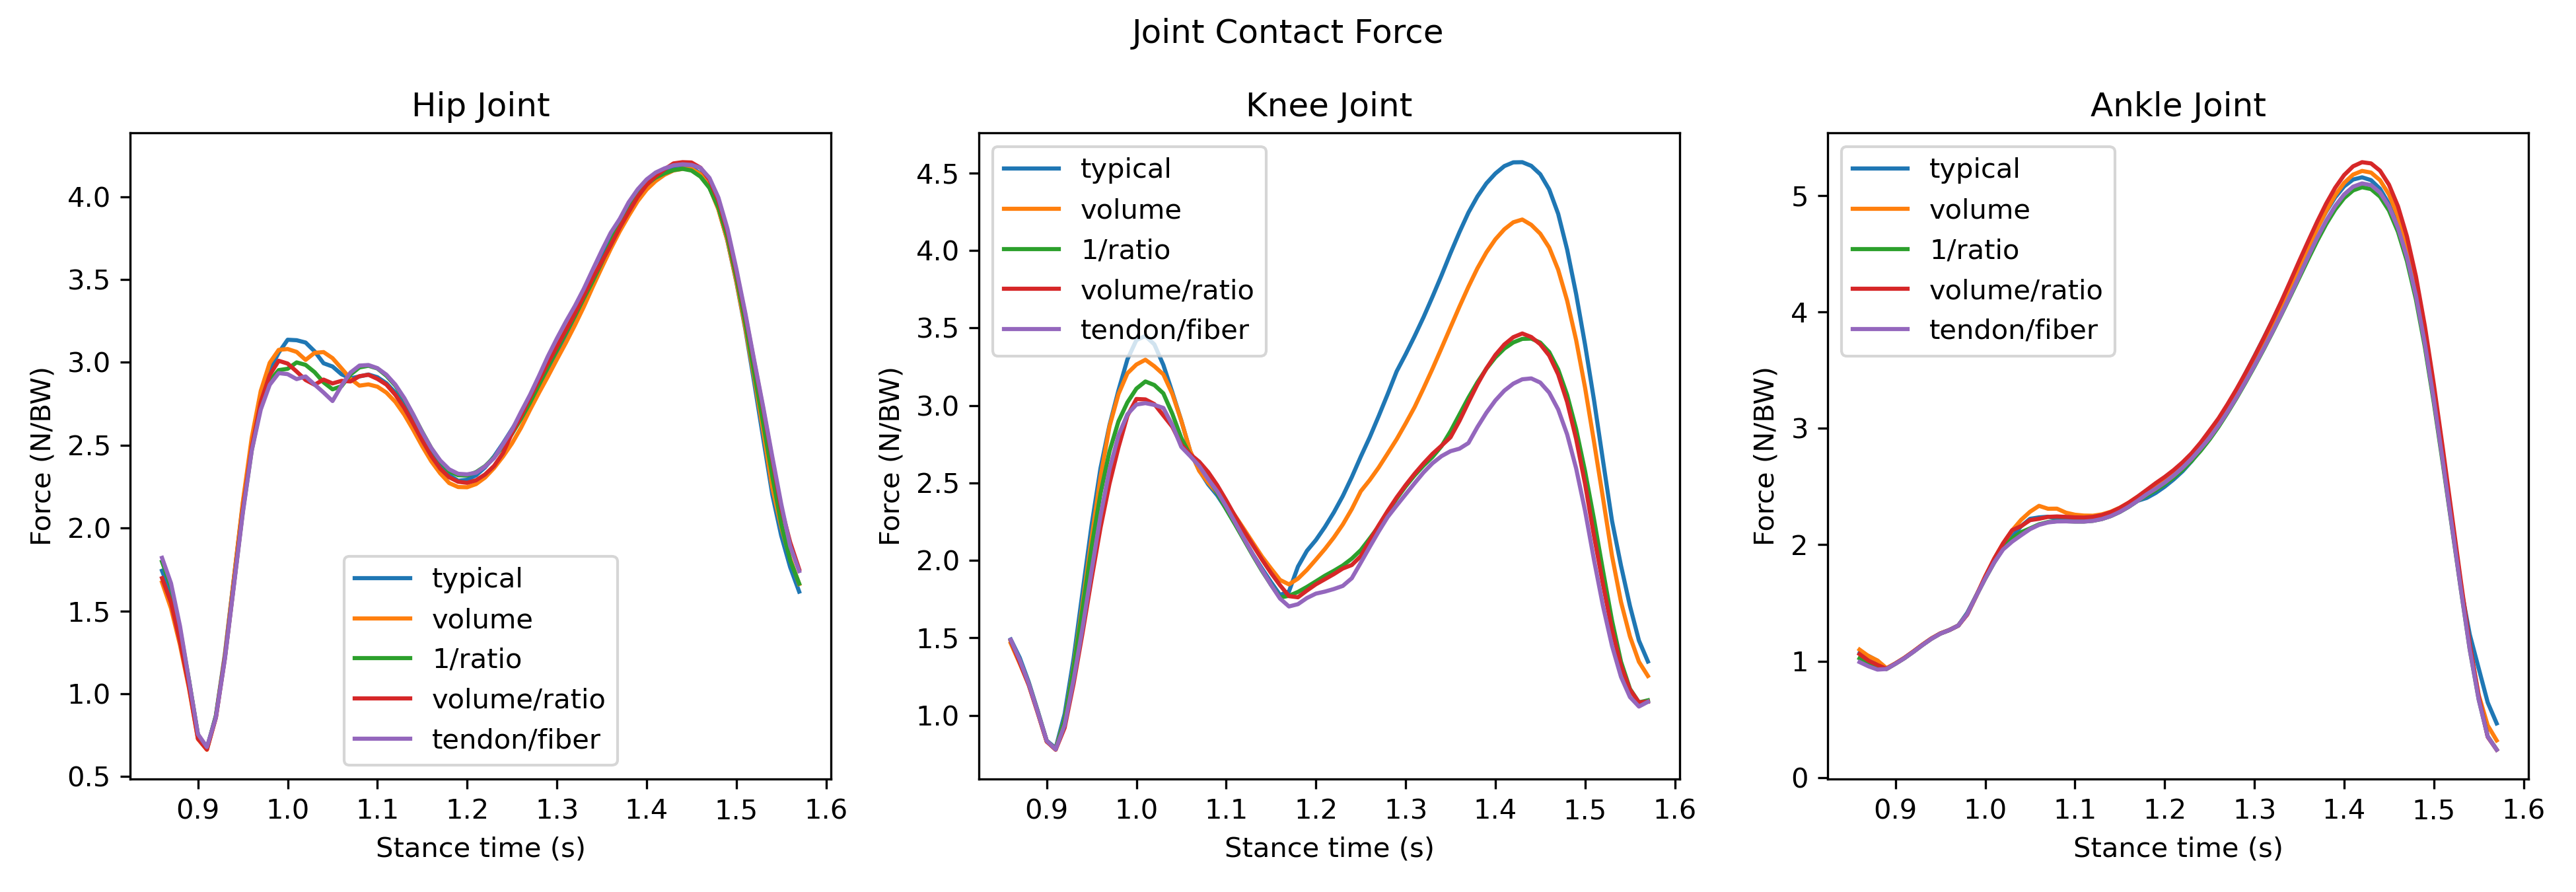 Joint Contact Force
Hip Joint
Force (N/BW)
4.0
3.5
3.0
2.5
2.0
1.5
1.0
0.5
typical
volume
1/ratio
volume/ratio
tendon/fiber
0.9 1.0 1.1 1.2 1.3 1.4 1.5 1.6
Stance time (s)
Knee Joint
Force (N/BW)
4.5
4.0
3.5
3.0
2.5
2.0
1.5
1.0
typical
volume
1/ratio
volume/ratio
tendon/fiber
0.9 1.0 1.1 1.2 1.3 1.4 1.5 1.6
Stance time (s)
Ankle Joint
Force (N/BW)
5
4
3
2
1
0
typical
volume
1/ratio
volume/ratio
tendon/fiber
0.9 1.0 1.1 1.2 1.3 1.4 1.5 1.6
Stance time (s)